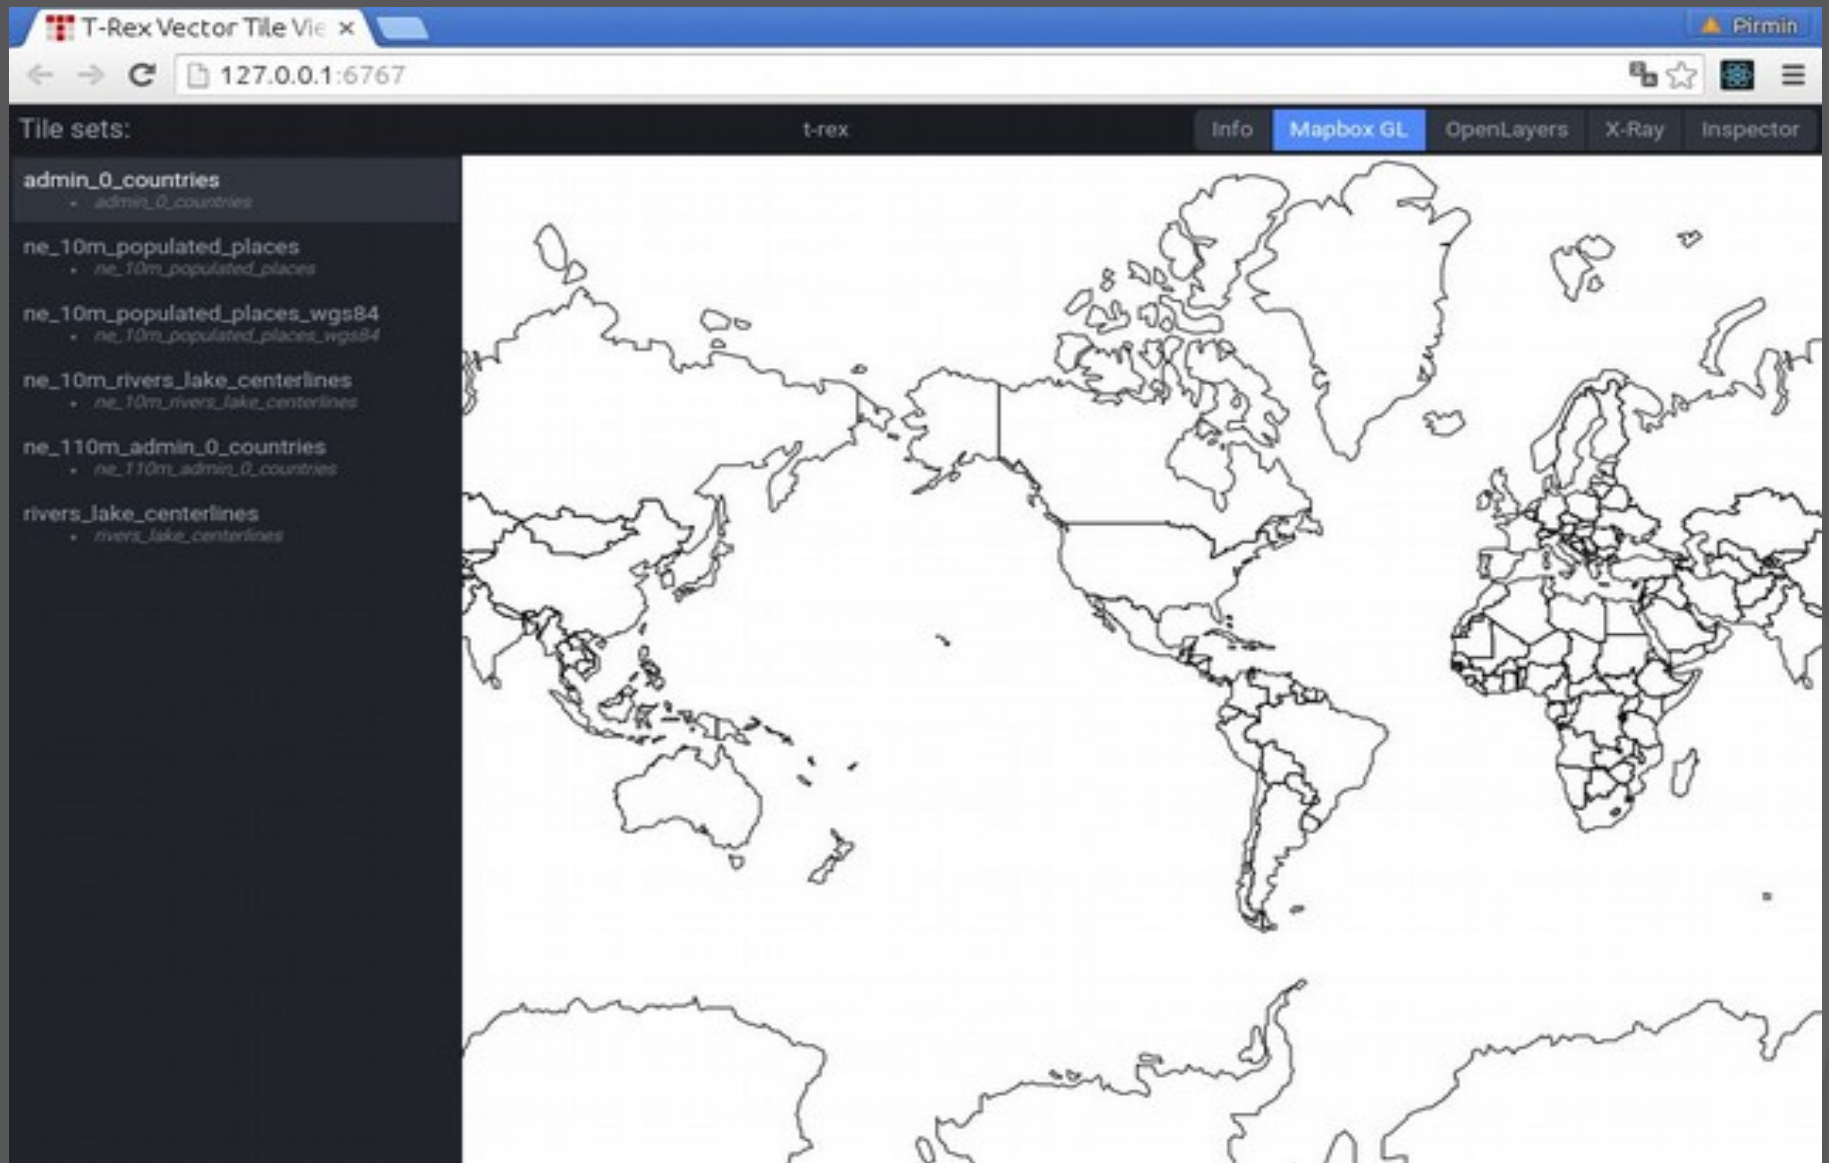 T-Rex Vector Tile Vie
Pirmin
127.0.0.1:6767
Tile sets:
t-rex
Info
Mapbox GL
OpenLayers
X-Ray
Inspector
admin_0_countries
admin_0_countries
ne_10m_populated_places
ne_10m_populated_places
ne_10m_populated_places_wgs84
ne_10m_populated_places_wgs84
ne_10m_rivers_lake_centerlines
ne_10m_rivers_lake_centerlines
ne_110m_admin_0_countries
ne_110m_admin_0_countries
rivers_lake_centerlines
rivers_lake_centerlines